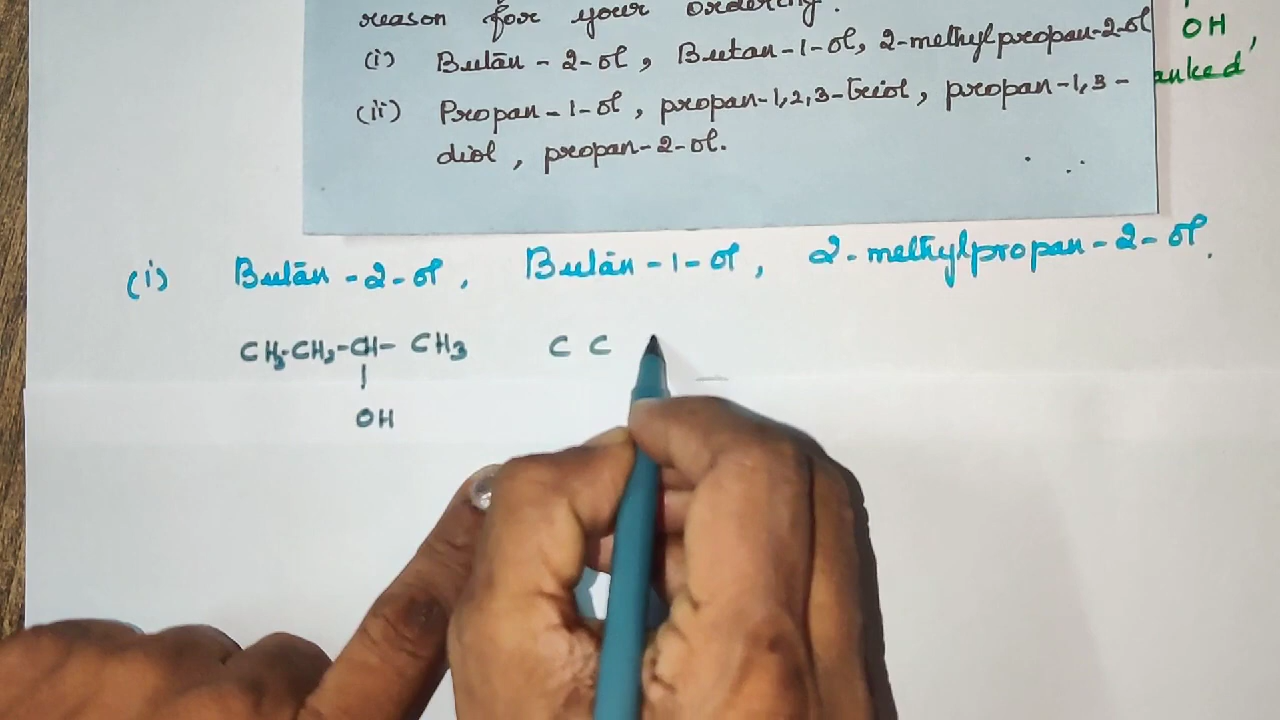 reason for your ordering.
(i) Butan-2-ol, Butan-1-ol, 2-methylpropan-2-ol
(ii) Propan-1-ol, propan-1,2,3-triol, propan-1,3-
diol, propan-2-ol.
OH,
anked
(i) Butan-2-ol, Butan-1-ol, 2-methylpropan-2-ol.
CH3-CH2-CH-CH3 C C
OH